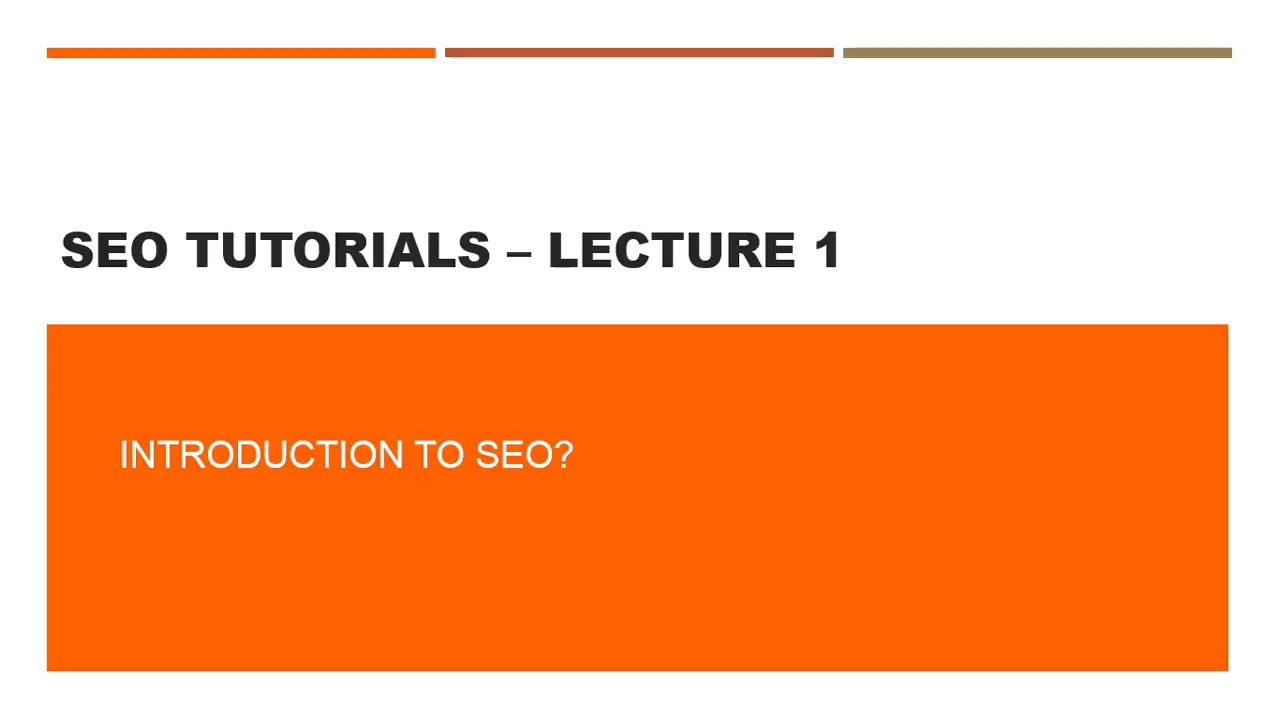 SEO TUTORIALS – LECTURE 1
INTRODUCTION TO SEO?